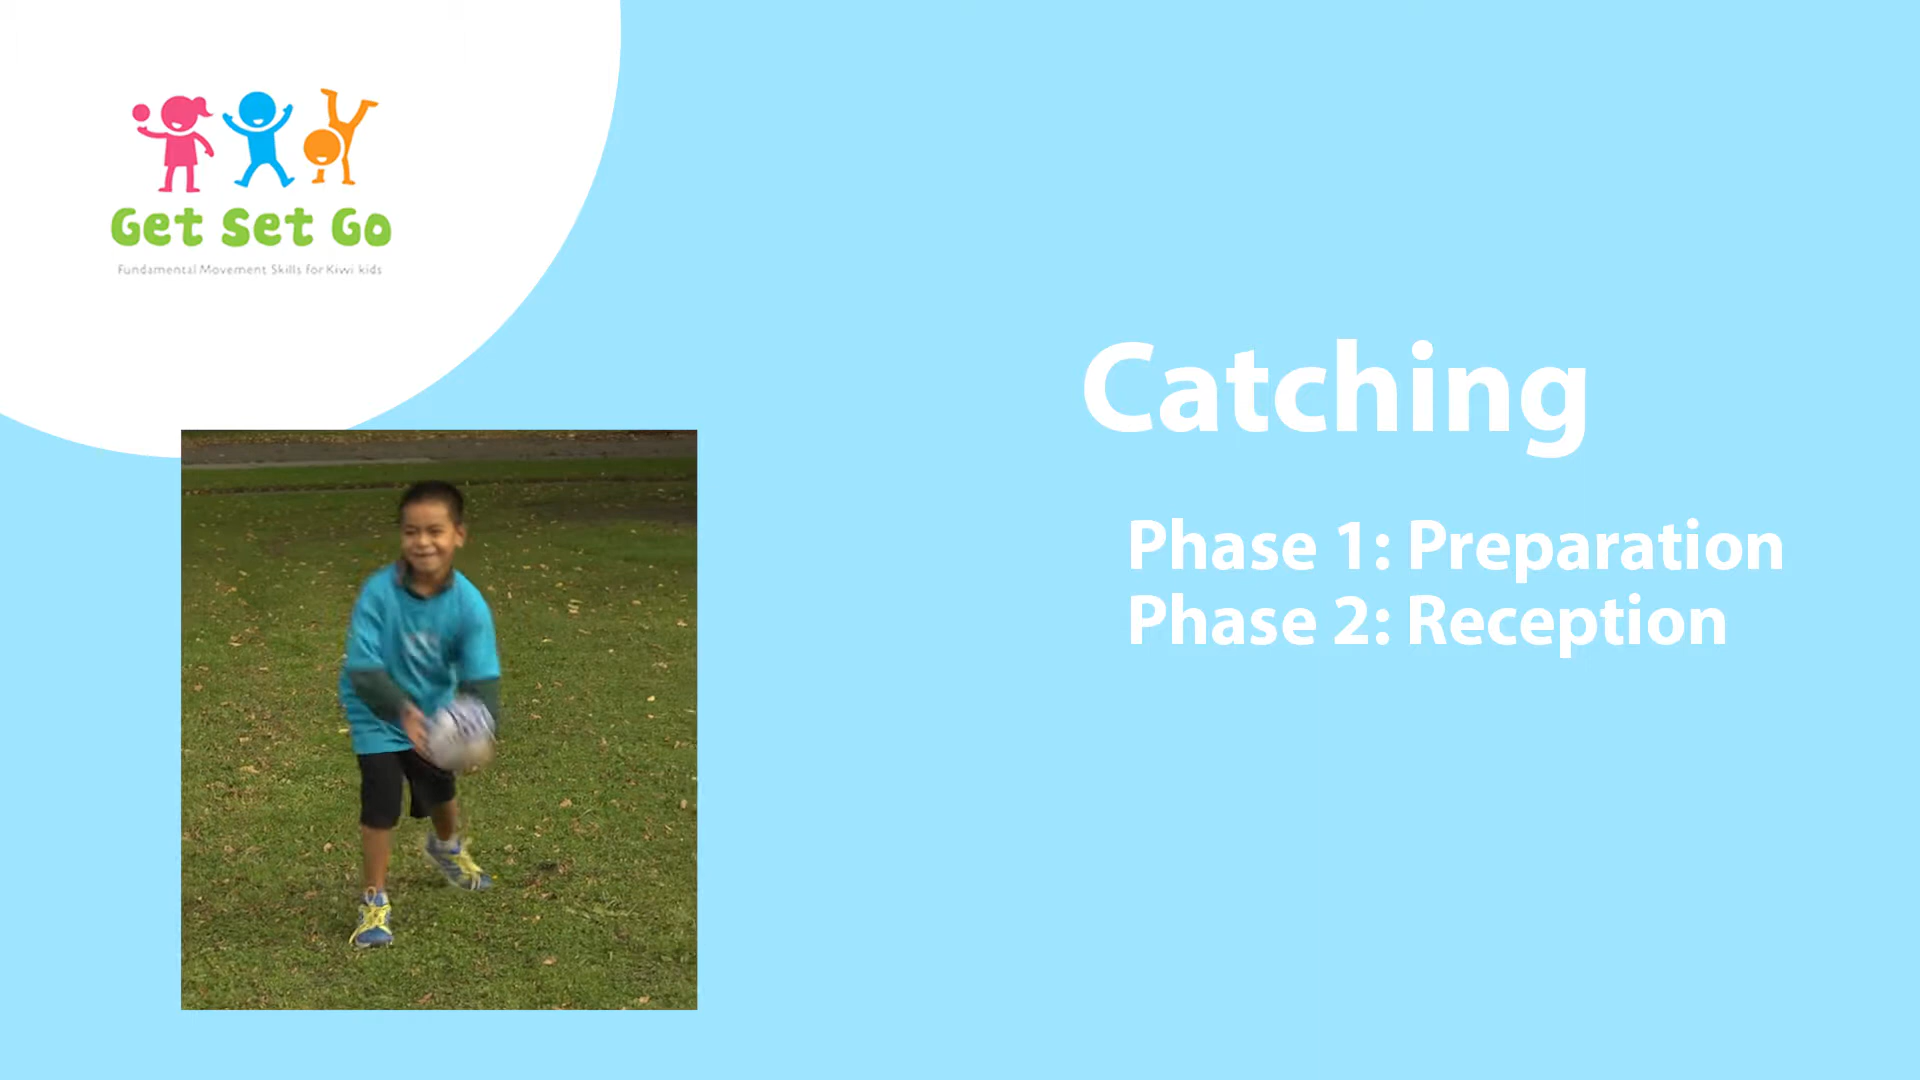 Get Set Go
Fundamental Movement Skills for Kiwi kids
Catching
Phase 1: Preparation
Phase 2: Reception